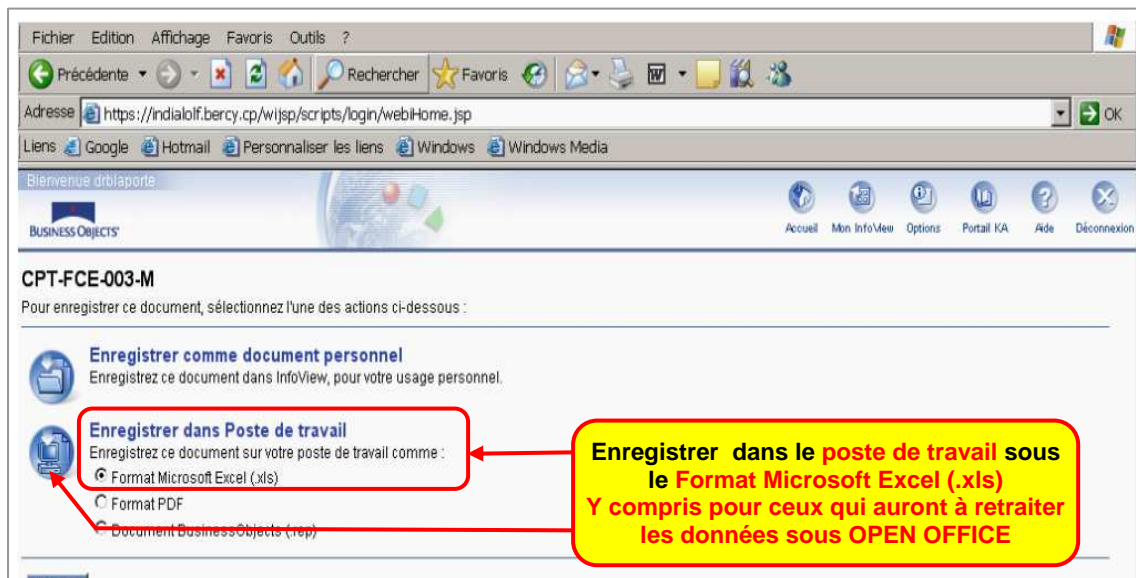 Fichier Edition Affichage Favoris Outils ?
Précédente Rechercher Favoris
Adresse https://indialolf.bercy.cp/wijsp/scripts/login/webiHome.jsp OK
Liens Google Hotmail Personnaliser les liens Windows Windows Media
Bienvenue drblaporte
BUSINESS OBJECTS
Accueil Mon InfoView Options Portail KA Aide Déconnexion
CPT-FCE-003-M
Pour enregistrer ce document, sélectionnez l'une des actions ci-dessous :
Enregistrer comme document personnel
Enregistrez ce document dans InfoView, pour votre usage personnel.
Enregistrer dans Poste de travail
Enregistrez ce document sur votre poste de travail comme :
Format Microsoft Excel (.xls)
Format PDF
Document BusinessObjects (.rep)
Enregistrer dans le poste de travail sous
le Format Microsoft Excel (.xls)
Y compris pour ceux qui auront à retraiter
les données sous OPEN OFFICE